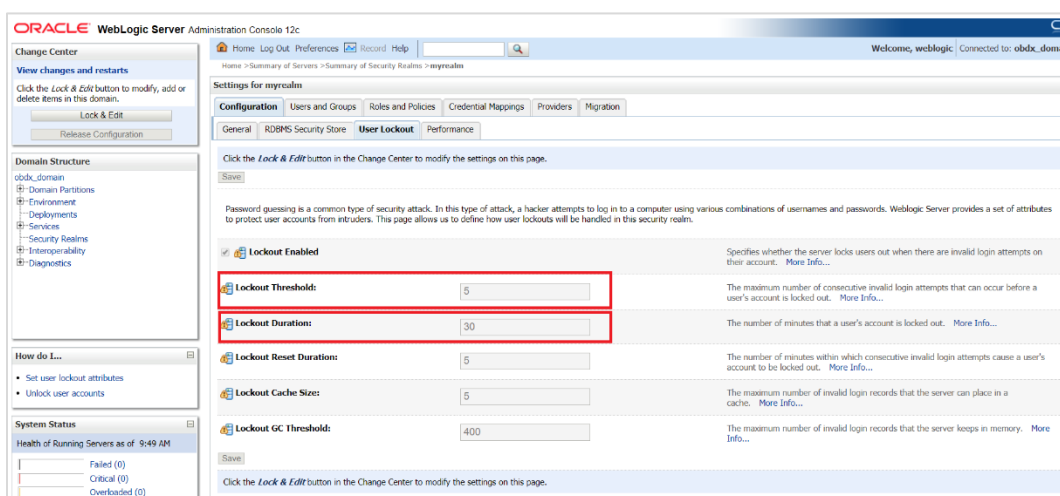 ORACLE WebLogic Server Administration Console 12c
Change Center
View changes and restarts
Click the Lock & Edit button to modify, add or
delete items in this domain.
Lock & Edit
Release Configuration
Domain Structure
obdx_domain
Domain Partitions
Environment
Deployments
Services
Security Realms
Interoperability
Diagnostics
How do I...
Set user lockout attributes
Unlock user accounts
System Status
Health of Running Servers as of 9:49 AM
Failed (0)
Critical (0)
Overloaded (0)
Home Log Out Preferences Record Help
Welcome, weblogic Connected to: obdx_doma
Home >Summary of Servers >Summary of Security Realms >myrealm
Settings for myrealm
Configuration Users and Groups Roles and Policies Credential Mappings Providers Migration
General RDBMS Security Store User Lockout Performance
Click the Lock & Edit button in the Change Center to modify the settings on this page.
Save
Password guessing is a common type of security attack. In this type of attack, a hacker attempts to log in to a computer using various combinations of usernames and passwords. Weblogic Server provides a set of attributes
to protect user accounts from intruders. This page allows us to define how user lockouts will be handled in this security realm.
Lockout Enabled
Specifies whether the server locks users out when there are invalid login attempts on
their account. More Info...
Lockout Threshold:
5
The maximum number of consecutive invalid login attempts that can occur before a
user's account is locked out. More Info...
Lockout Duration:
30
The number of minutes that a user's account is locked out. More Info...
Lockout Reset Duration:
5
The number of minutes within which consecutive invalid login attempts cause a user's
account to be locked out. More Info...
Lockout Cache Size:
5
The maximum number of invalid login records that the server can place in a
cache. More Info...
Lockout GC Threshold:
400
The maximum number of invalid login records that the server keeps in memory. More
Info...
Save
Click the Lock & Edit button in the Change Center to modify the settings on this page.